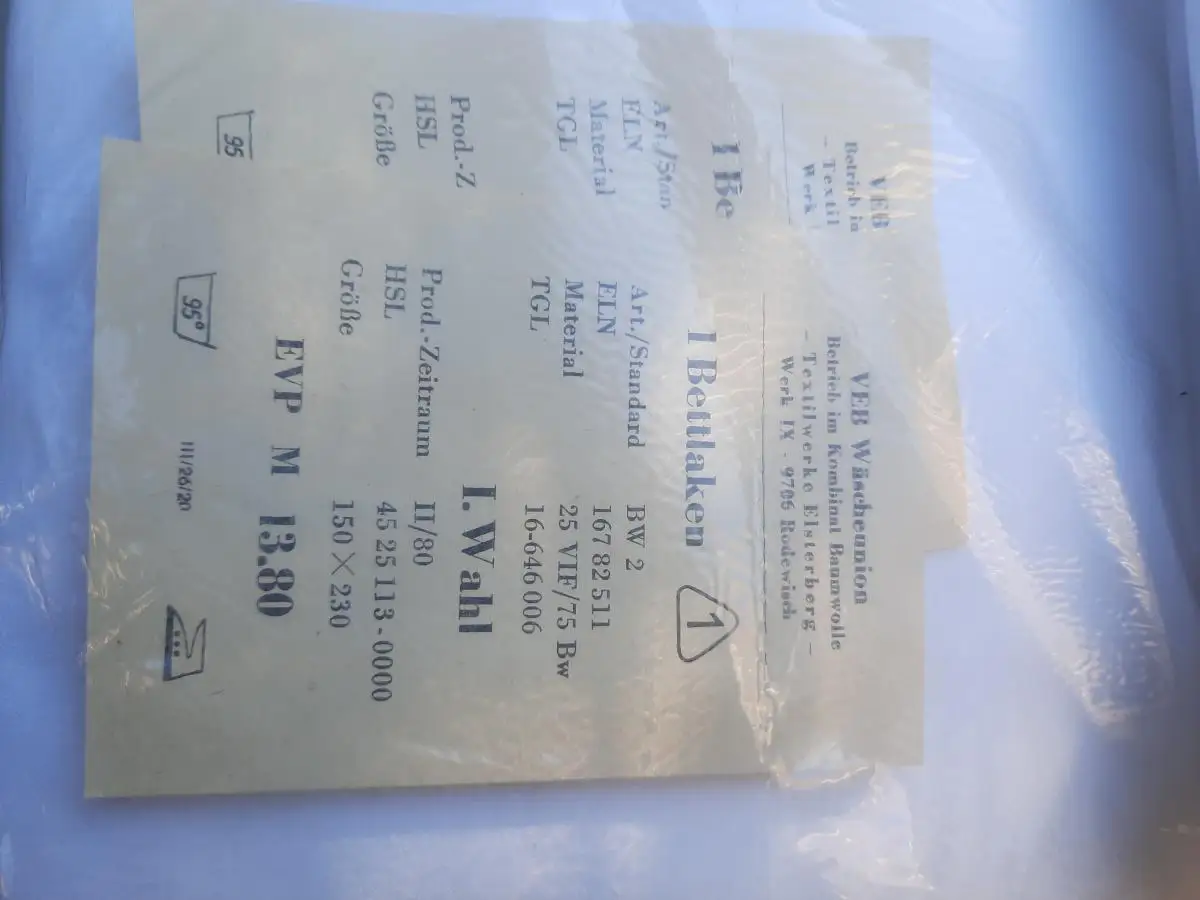 VEB Wäscheunion
Betrieb im Kombinat Baumwolle
– Textilwerke Elsterberg –
Werk IX - 9706 Rodewisch
1 Bettlaken 1
Art./Standard BW 2
ELN 167 82 511
Material 25 VIF/75 Bw
TGL 16-646 006
I. Wahl
Prod.-Zeitraum II/80
HSL 45 25 113 - 0000
Größe 150 × 230
EVP M 13.80
95° III/26/20
VEB
Betrieb im
– Textil
Werk
1 Be
Art./Stan
ELN
Material
TGL
Prod.-Z
HSL
Größe
95